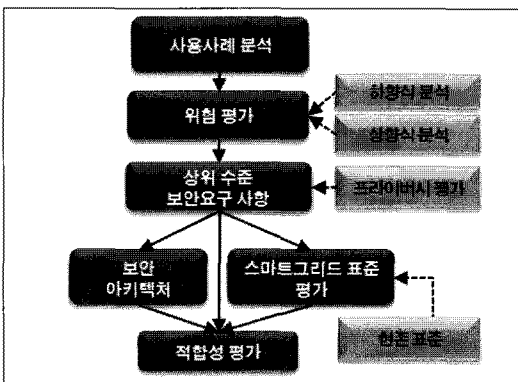 사용사례 분석
위험 평가
하향식 분석
상향식 분석
상위 수준
보안요구 사항
프라이버시 평가
보안
아키텍처
스마트그리드 표준
평가
현존 표준
적합성 평가